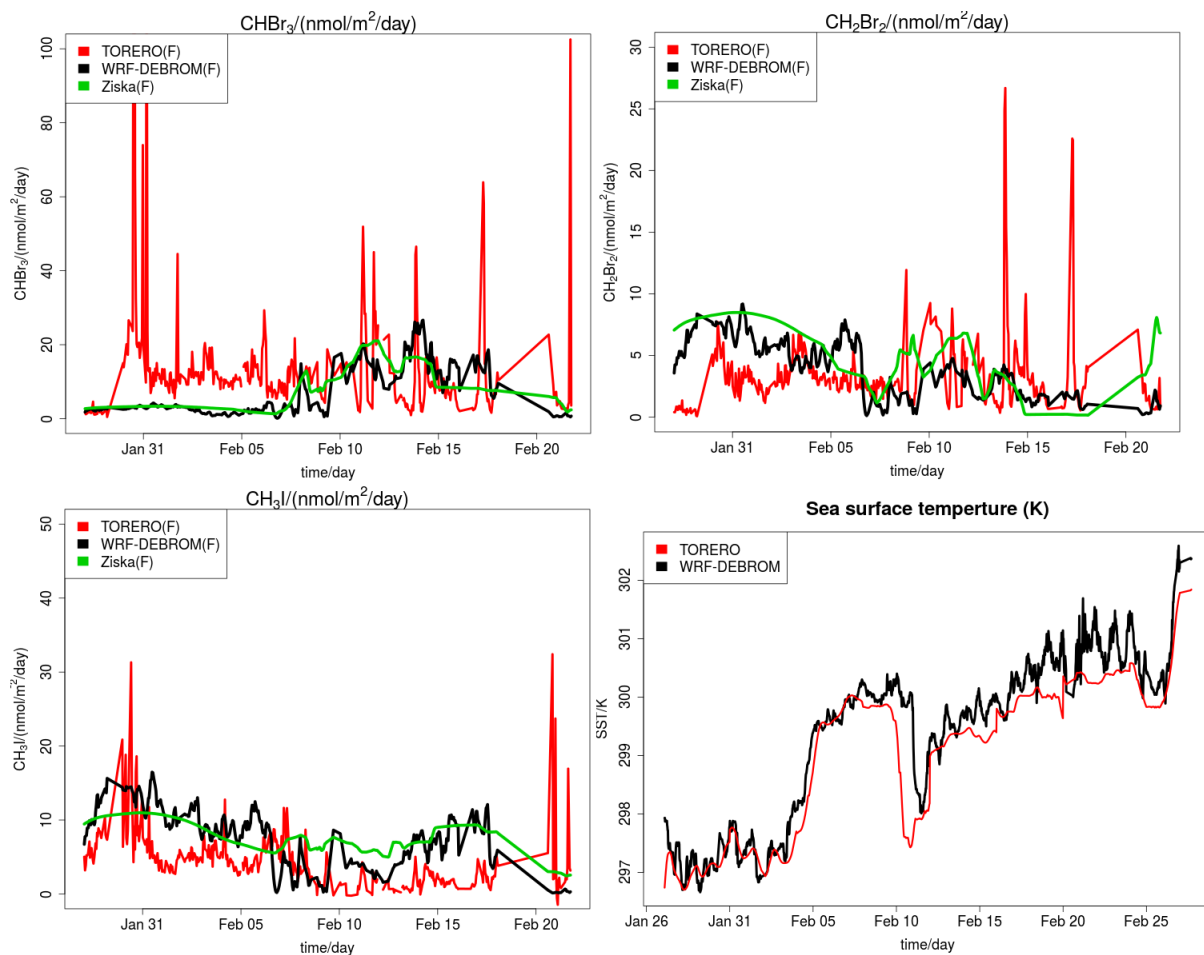 CHBr₃/(nmol/m²/day)
TORERO(F)
WRF-DEBROM(F)
Ziska(F)
CHBr₃/(nmol/m²/day)
0 20 40 60 80 100
Jan 31 Feb 05 Feb 10 Feb 15 Feb 20
time/day
CH₂Br₂/(nmol/m²/day)
TORERO(F)
WRF-DEBROM(F)
Ziska(F)
CH₂Br₂/(nmol/m²/day)
0 5 10 15 20 25 30
Jan 31 Feb 05 Feb 10 Feb 15 Feb 20
time/day
CH₃I/(nmol/m²/day)
TORERO(F)
WRF-DEBROM(F)
Ziska(F)
CH₃I/(nmol/m²/day)
0 10 20 30 40 50
Jan 31 Feb 05 Feb 10 Feb 15 Feb 20
time/day
Sea surface temperture (K)
TORERO
WRF-DEBROM
SST/K
297 298 299 300 301 302
Jan 26 Jan 31 Feb 05 Feb 10 Feb 15 Feb 20 Feb 25
time/day